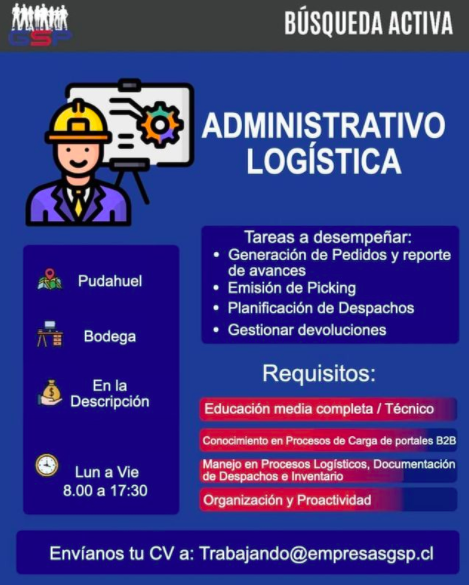 GSP
BÚSQUEDA ACTIVA
ADMINISTRATIVO
LOGÍSTICA
Pudahuel
Bodega
En la
Descripción
Lun a Vie
8.00 a 17:30
Tareas a desempeñar:
• Generación de Pedidos y reporte
de avances
• Emisión de Picking
• Planificación de Despachos
• Gestionar devoluciones
Requisitos:
Educación media completa / Técnico
Conocimiento en Procesos de Carga de portales B2B
Manejo en Procesos Logísticos, Documentación
de Despachos e Inventario
Organización y Proactividad
Envíanos tu CV a: Trabajando@empresasgsp.cl